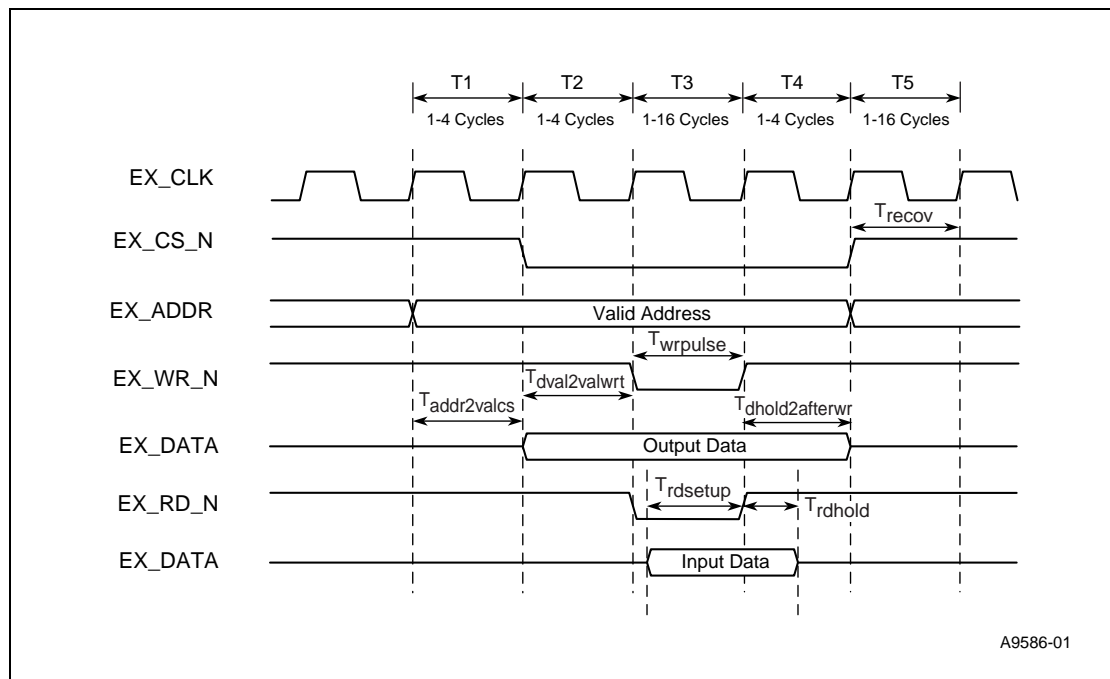 T1 T2 T3 T4 T5
1-4 Cycles 1-4 Cycles 1-16 Cycles 1-4 Cycles 1-16 Cycles
EX_CLK
Trecov
EX_CS_N
EX_ADDR Valid Address
Twrpulse
EX_WR_N
Tdval2valwrt
Taddr2valcs Tdhold2afterwr
EX_DATA Output Data
Trdsetup
EX_RD_N
Trdhold
EX_DATA Input Data
A9586-01